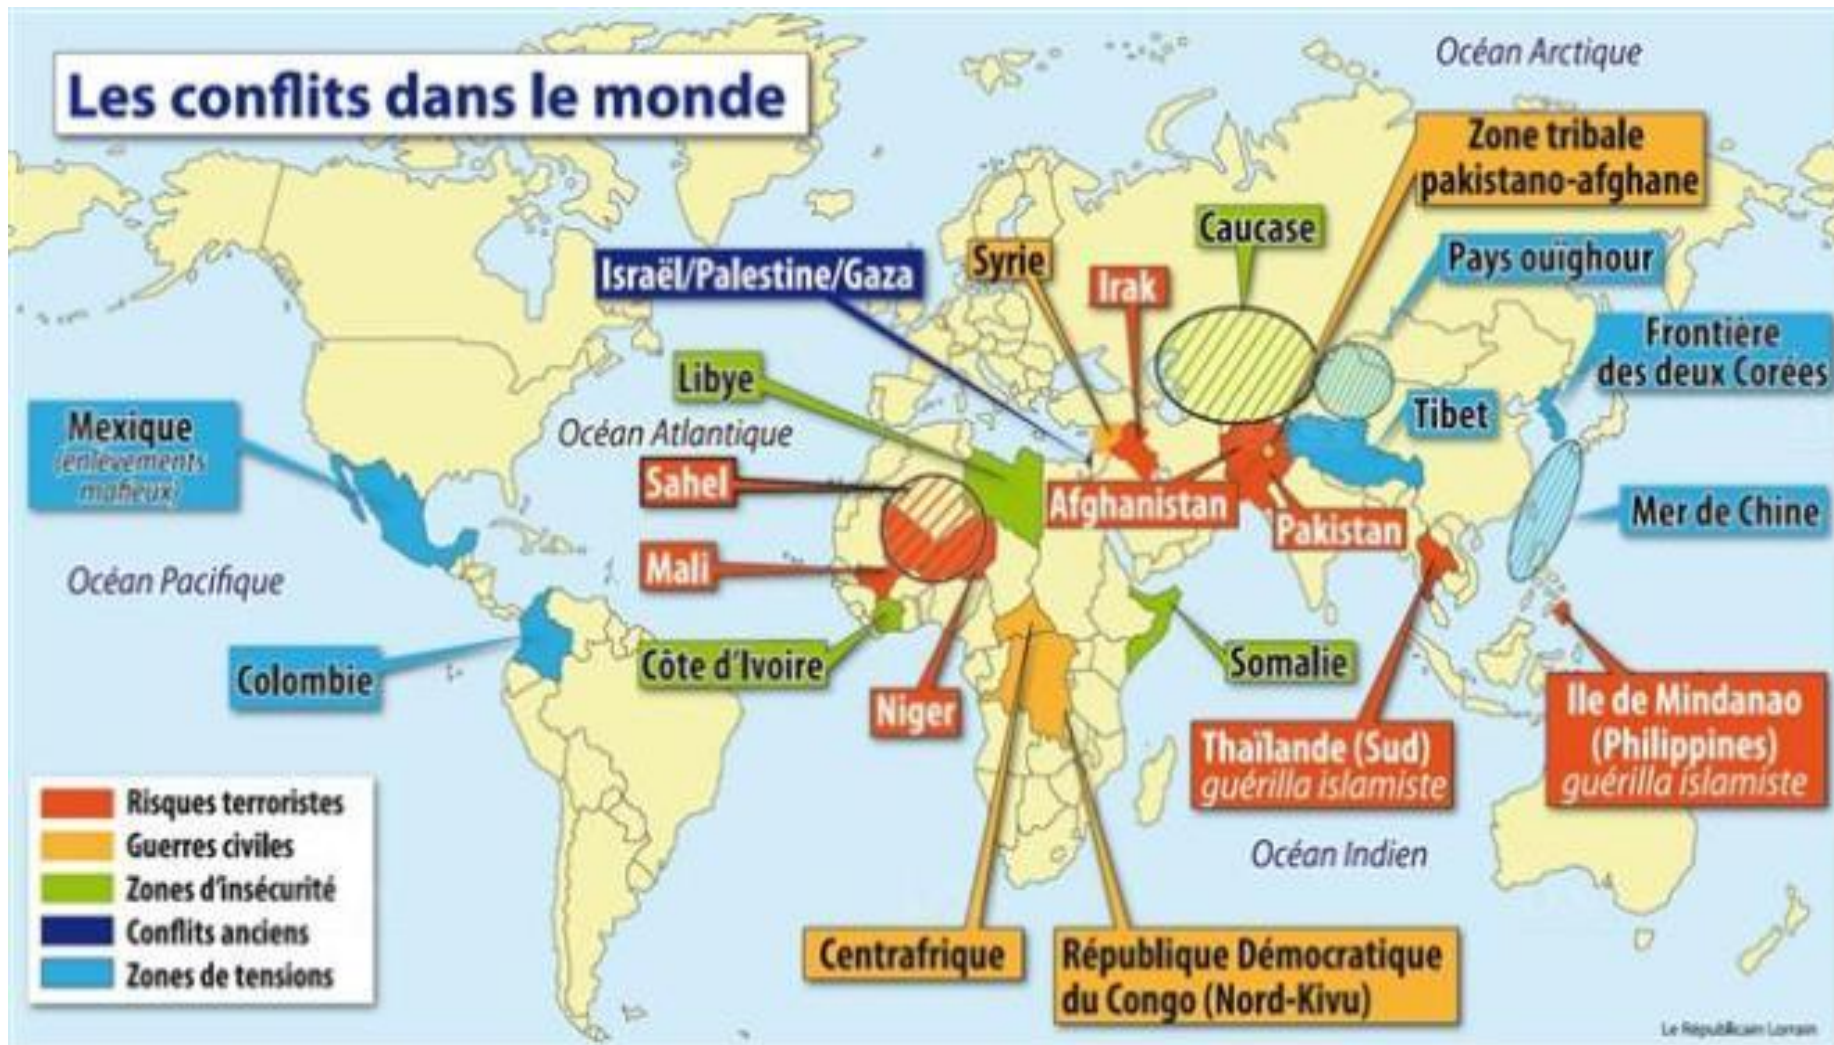 Les conflits dans le monde
Océan Arctique
Zone tribale
pakistano-afghane
Caucase
Pays ouïghour
Syrie
Israël/Palestine/Gaza
Irak
Frontière
des deux Corées
Libye
Tibet
Mexique
(enlèvements
mafieux)
Océan Atlantique
Sahel
Afghanistan
Pakistan
Mer de Chine
Mali
Océan Pacifique
Colombie
Côte d'Ivoire
Somalie
Niger
Thaïlande (Sud)
guérilla islamiste
Ile de Mindanao
(Philippines)
guérilla islamiste
Risques terroristes
Guerres civiles
Zones d'insécurité
Conflits anciens
Zones de tensions
Océan Indien
Centrafrique
République Démocratique
du Congo (Nord-Kivu)
Le Républicain Lorrain